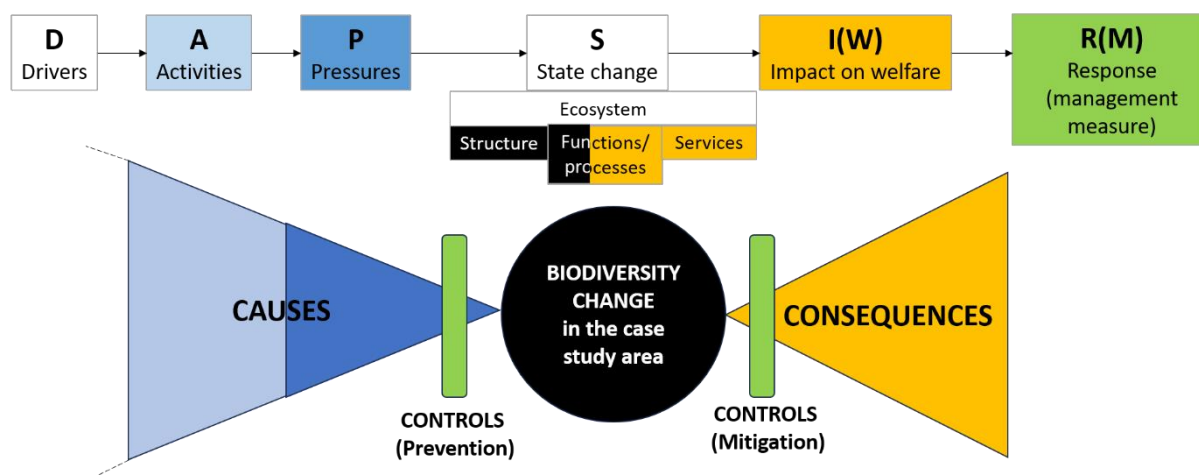 D
Drivers
A
Activities
P
Pressures
S
State change
I(W)
Impact on welfare
R(M)
Response
(management
measure)
Ecosystem
Structure
Functions/
processes
Services
CAUSES
BIODIVERSITY
CHANGE
in the case
study area
CONSEQUENCES
CONTROLS
(Prevention)
CONTROLS
(Mitigation)